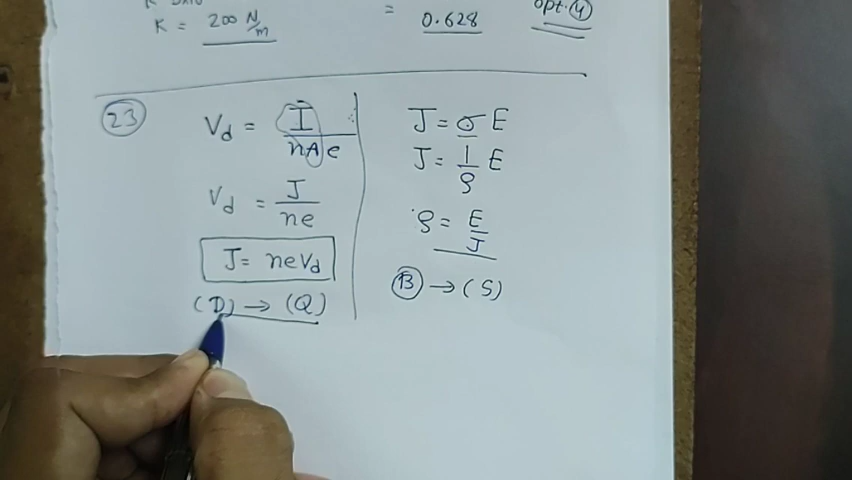 K = 200 N/m
= 0.628
opt. (4)
(23)
Vd = I/nAe
Vd = J/ne
J = neVd
(D) → (Q)
J = σE
J = 1/ρ E
ρ = E/J
(B) → (S)